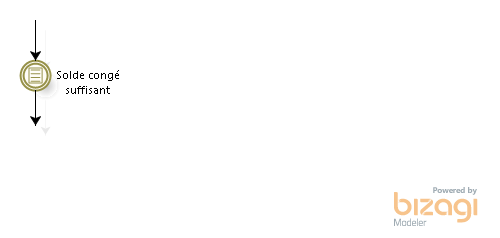 Solde congé
suffisant
Powered by
bizagi
Modeler